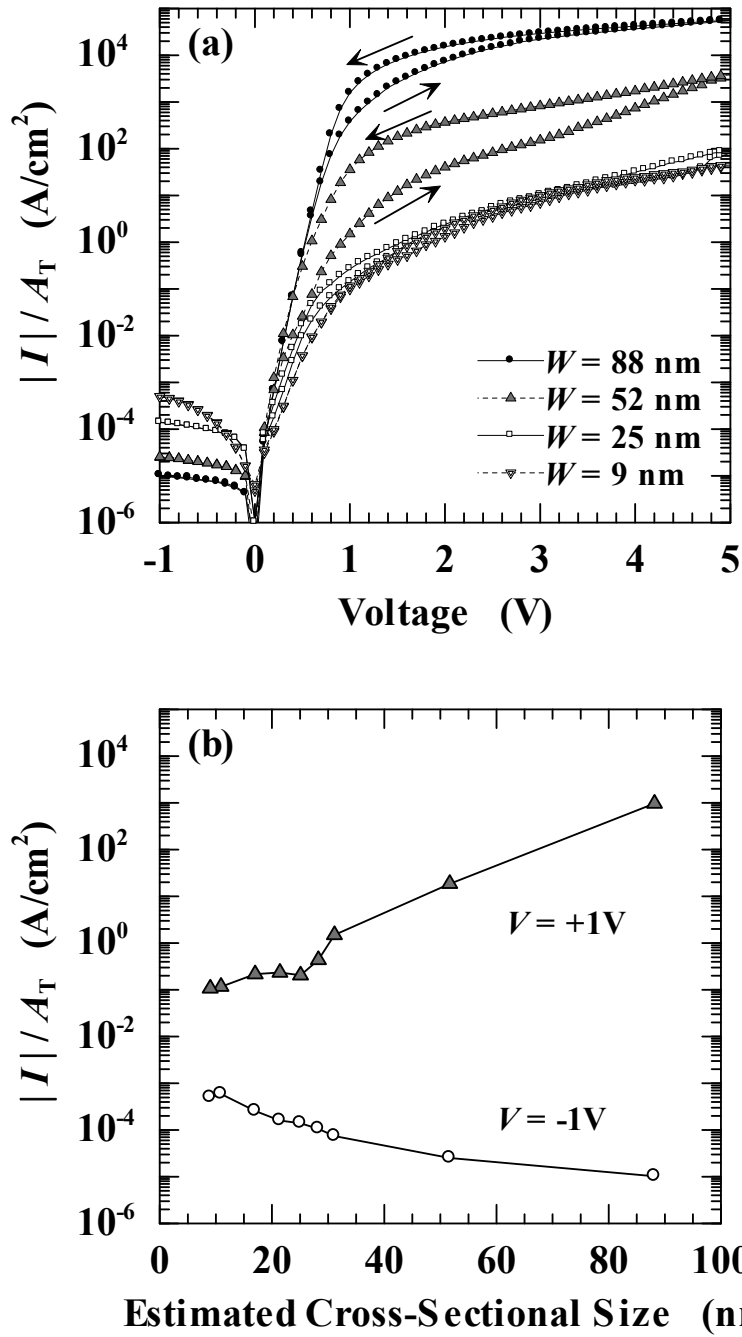 (a)
|I| / A_T (A/cm²)
10⁴
10²
10⁰
10⁻²
10⁻⁴
10⁻⁶
W = 88 nm
W = 52 nm
W = 25 nm
W = 9 nm
-1 0 1 2 3 4 5
Voltage (V)
(b)
|I| / A_T (A/cm²)
10⁴
10²
10⁰
10⁻²
10⁻⁴
10⁻⁶
V = +1V
V = -1V
0 20 40 60 80 100
Estimated Cross-Sectional Size (n